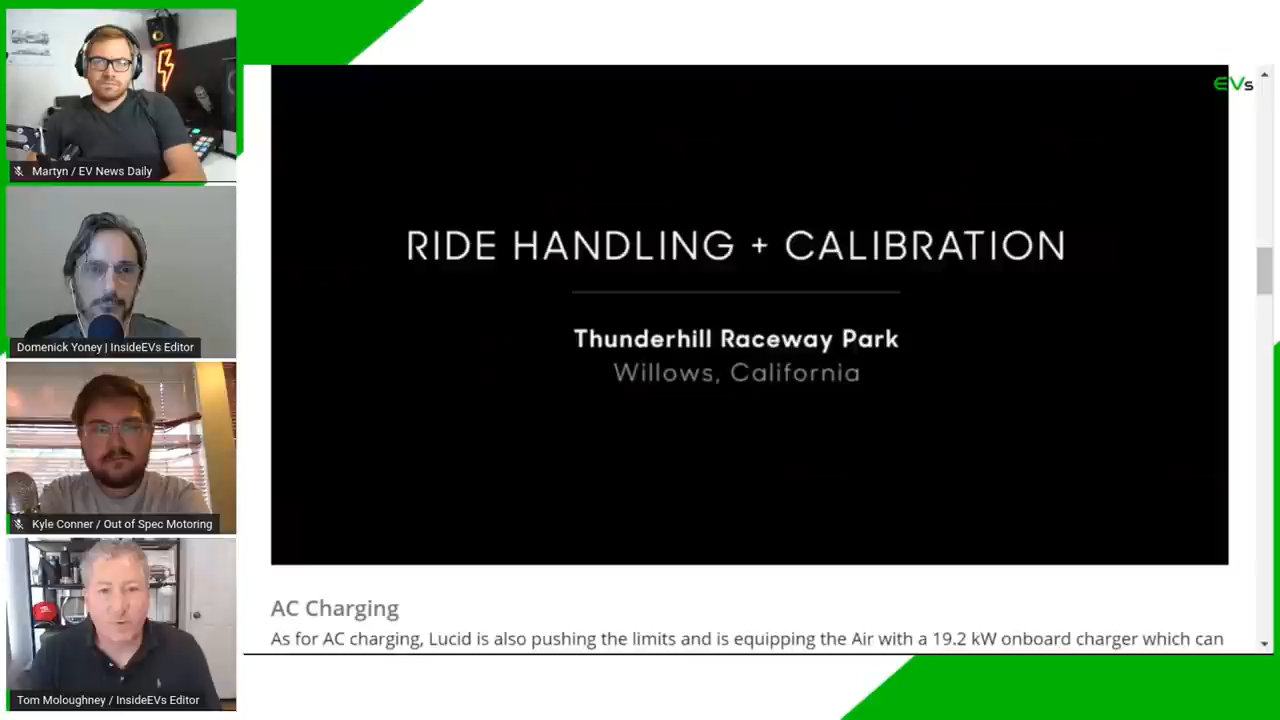 Martyn / EV News Daily
Domenick Yoney | InsideEVs Editor
Kyle Conner / Out of Spec Motoring
Tom Moloughney / InsideEVs Editor
EVs
RIDE HANDLING + CALIBRATION
Thunderhill Raceway Park
Willows, California
AC Charging
As for AC charging, Lucid is also pushing the limits and is equipping the Air with a 19.2 kW onboard charger which can